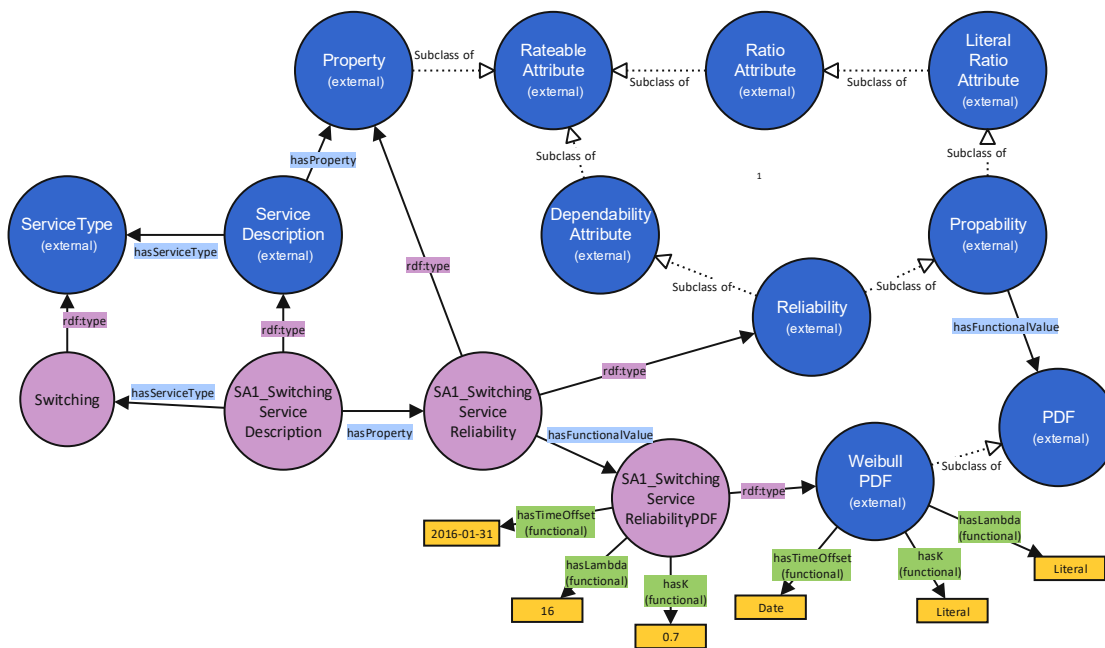 Property
(external)
Subclass of
Rateable
Attribute
(external)
Subclass of
Ratio
Attribute
(external)
Subclass of
Literal
Ratio
Attribute
(external)
hasProperty
Subclass of
Subclass of
1
ServiceType
(external)
hasServiceType
Service
Description
(external)
Dependability
Attribute
(external)
Propability
(external)
rdf:type
Subclass of
Subclass of
Reliability
(external)
rdf:type
rdf:type
hasFunctionalValue
Switching
hasServiceType
SA1_Switching
Service
Description
hasProperty
SA1_Switching
Service
Reliability
rdf:type
PDF
(external)
hasFunctionalValue
Subclass of
Weibull
PDF
(external)
SA1_Switching
Service
ReliabilityPDF
rdf:type
2016-01-31
hasTimeOffset
(functional)
hasLambda
(functional)
hasK
(functional)
16
0.7
hasTimeOffset
(functional)
hasK
(functional)
hasLambda
(functional)
Date
Literal
Literal